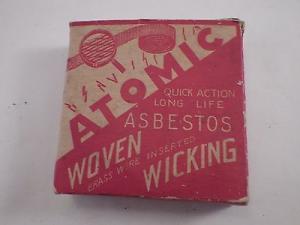 ATOMIC
QUICK ACTION
LONG LIFE
ASBESTOS
WOVEN
BRASS WIRE INSERTED
WICKING